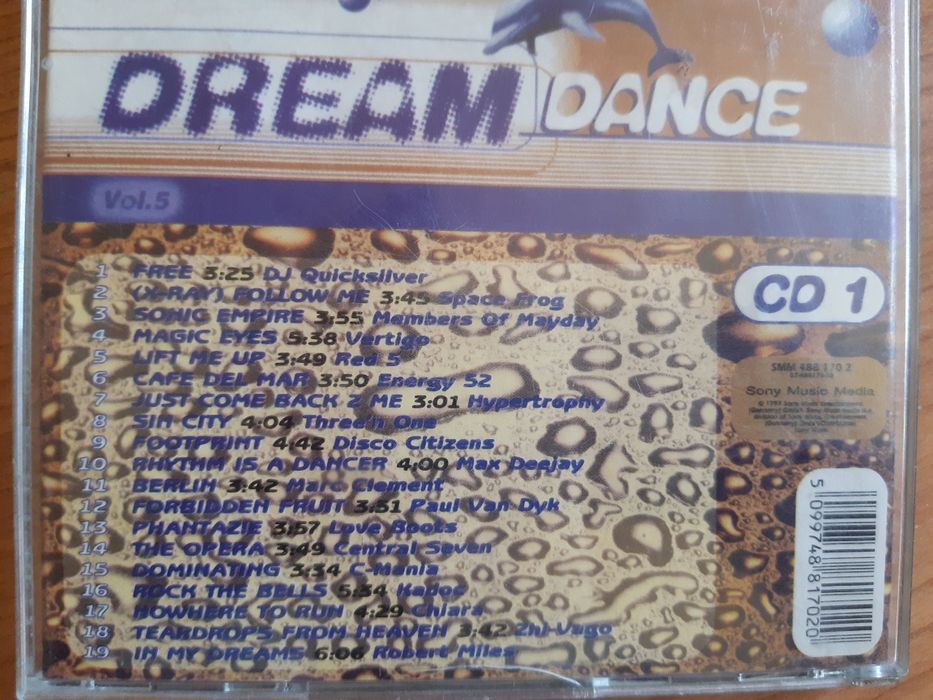 DREAM DANCE
Vol.5
1 FREE 3:25 DJ Quicksilver
2 (X-RAY) FOLLOW ME 3:45 Space Frog
3 SONIC EMPIRE 3:55 Members Of Mayday
4 MAGIC EYES 5:38 Vertigo
5 LIFT ME UP 3:49 Red 5
6 CAFE DEL MAR 3:50 Energy 52
7 JUST COME BACK 2 ME 3:01 Hypertrophy
8 SIN CITY 4:04 Three'n One
9 FOOTPRINT 4:42 Disco Citizens
10 RHYTHM IS A DANCER 4:00 Max Deejay
11 BERLIN 3:42 Marc Clement
12 FORBIDDEN FRUIT 3:51 Paul Van Dyk
13 PHANTAZIE 3:57 Love Boots
14 THE OPERA 3:49 Central Seven
15 DOMINATING 3:34 C-Mania
16 ROCK THE BELLS 5:34 Kadoc
17 NOWHERE TO RUN 4:29 Chiara
18 TEARDROPS FROM HEAVEN 3:42 Zhi-Vago
19 IN MY DREAMS 6:06 Robert Miles
CD 1
SMM 488 170 2
Sony Music Media
5 099748 817020